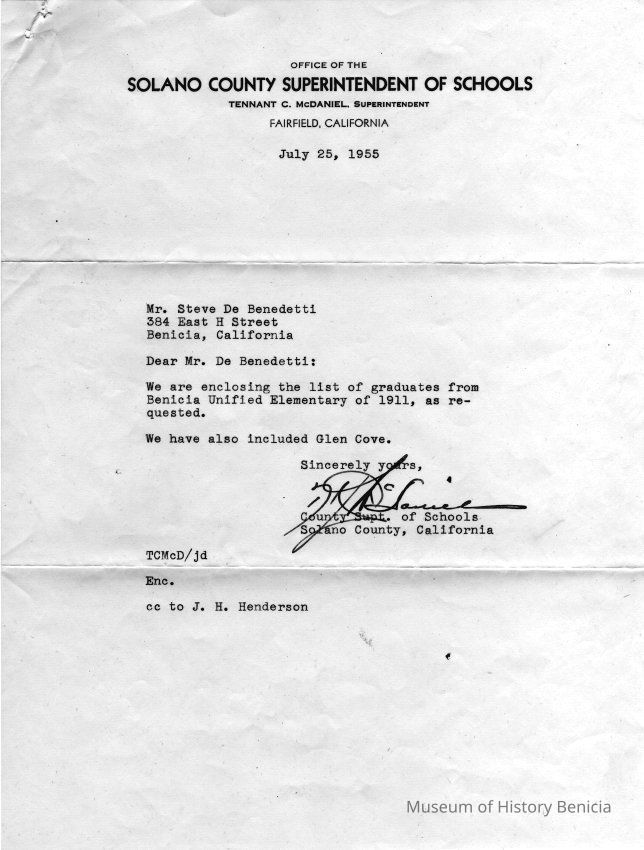 OFFICE OF THE
SOLANO COUNTY SUPERINTENDENT OF SCHOOLS
TENNANT C. McDANIEL, SUPERINTENDENT
FAIRFIELD, CALIFORNIA
July 25, 1955
Mr. Steve De Benedetti
384 East H Street
Benicia, California
Dear Mr. De Benedetti:
We are enclosing the list of graduates from
Benicia Unified Elementary of 1911, as re-
quested.
We have also included Glen Cove.
Sincerely yours,
County Supt. of Schools
Solano County, California
TCMcD/jd
Enc.
cc to J. H. Henderson
Museum of History Benicia